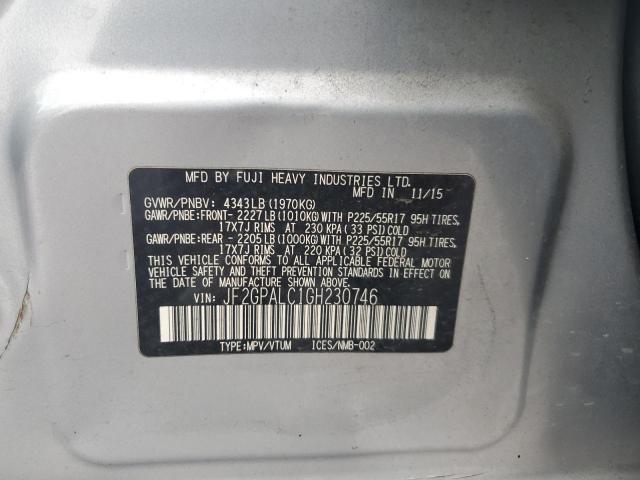 MFD BY FUJI HEAVY INDUSTRIES LTD.
MFD IN 11/15
GVWR/PNBV: 4343LB(1970KG)
GAWR/PNBE:FRONT- 2227LB(1010KG)WITH P225/55R17 95H TIRES,
17X7J RIMS AT 230 KPA(33 PSI)COLD
GAWR/PNBE:REAR - 2205LB(1000KG)WITH P225/55R17 95H TIRES,
17X7J RIMS AT 220 KPA(32 PSI)COLD
THIS VEHICLE CONFORMS TO ALL APPLICABLE FEDERAL MOTOR
VEHICLE SAFETY AND THEFT PREVENTION STANDARDS IN EFFECT ON
THE DATE OF MANUFACTURE SHOWN ABOVE.
VIN: JF2GPALC1GH230746
TYPE:MPV/VTUM ICES/NMB-002